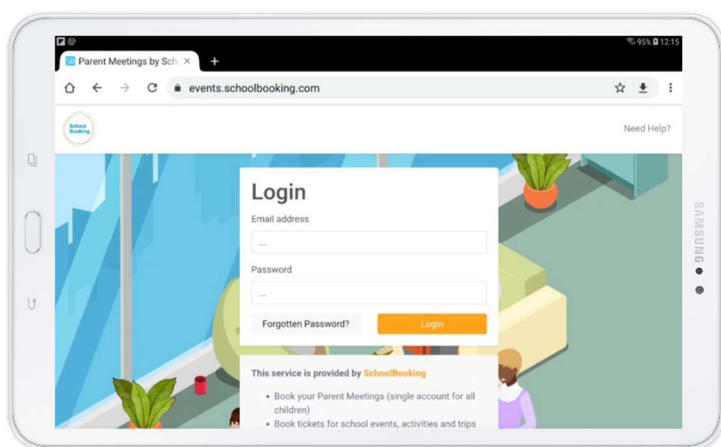 95% 12:15
Parent Meetings by Sch
events.schoolbooking.com
School
Booking
Need Help?
Login
Email address
...
Password
...
Forgotten Password?
Login
This service is provided by SchoolBooking
• Book your Parent Meetings (single account for all
children)
• Book tickets for school events, activities and trips
SAMSUNG